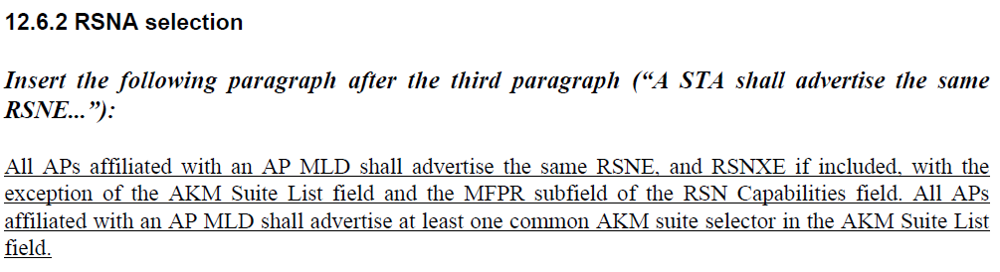 12.6.2 RSNA selection
Insert the following paragraph after the third paragraph (“A STA shall advertise the same
RSNE...”):
All APs affiliated with an AP MLD shall advertise the same RSNE, and RSNXE if included, with the
exception of the AKM Suite List field and the MFPR subfield of the RSN Capabilities field. All APs
affiliated with an AP MLD shall advertise at least one common AKM suite selector in the AKM Suite List
field.